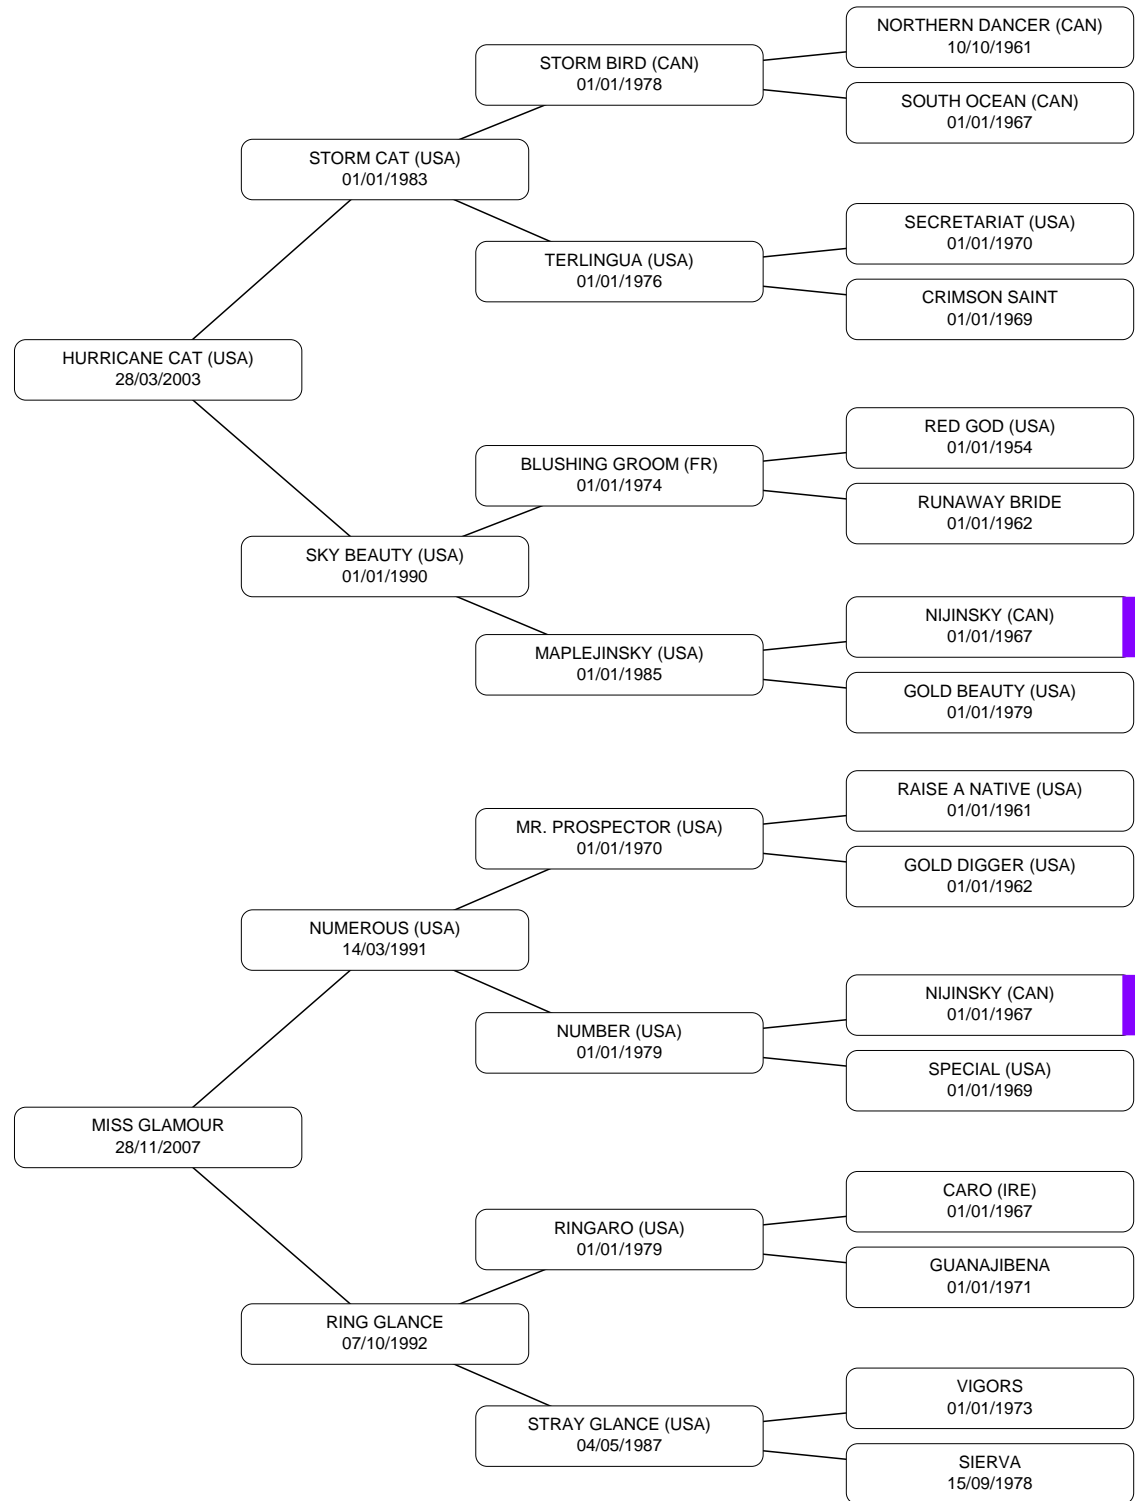 NORTHERN DANCER (CAN)
10/10/1961
STORM BIRD (CAN)
01/01/1978
SOUTH OCEAN (CAN)
01/01/1967
STORM CAT (USA)
01/01/1983
SECRETARIAT (USA)
01/01/1970
TERLINGUA (USA)
01/01/1976
CRIMSON SAINT
01/01/1969
HURRICANE CAT (USA)
28/03/2003
RED GOD (USA)
01/01/1954
BLUSHING GROOM (FR)
01/01/1974
RUNAWAY BRIDE
01/01/1962
SKY BEAUTY (USA)
01/01/1990
NIJINSKY (CAN)
01/01/1967
MAPLEJINSKY (USA)
01/01/1985
GOLD BEAUTY (USA)
01/01/1979
RAISE A NATIVE (USA)
01/01/1961
MR. PROSPECTOR (USA)
01/01/1970
GOLD DIGGER (USA)
01/01/1962
NUMEROUS (USA)
14/03/1991
NIJINSKY (CAN)
01/01/1967
NUMBER (USA)
01/01/1979
SPECIAL (USA)
01/01/1969
MISS GLAMOUR
28/11/2007
CARO (IRE)
01/01/1967
RINGARO (USA)
01/01/1979
GUANAJIBENA
01/01/1971
RING GLANCE
07/10/1992
VIGORS
01/01/1973
STRAY GLANCE (USA)
04/05/1987
SIERVA
15/09/1978